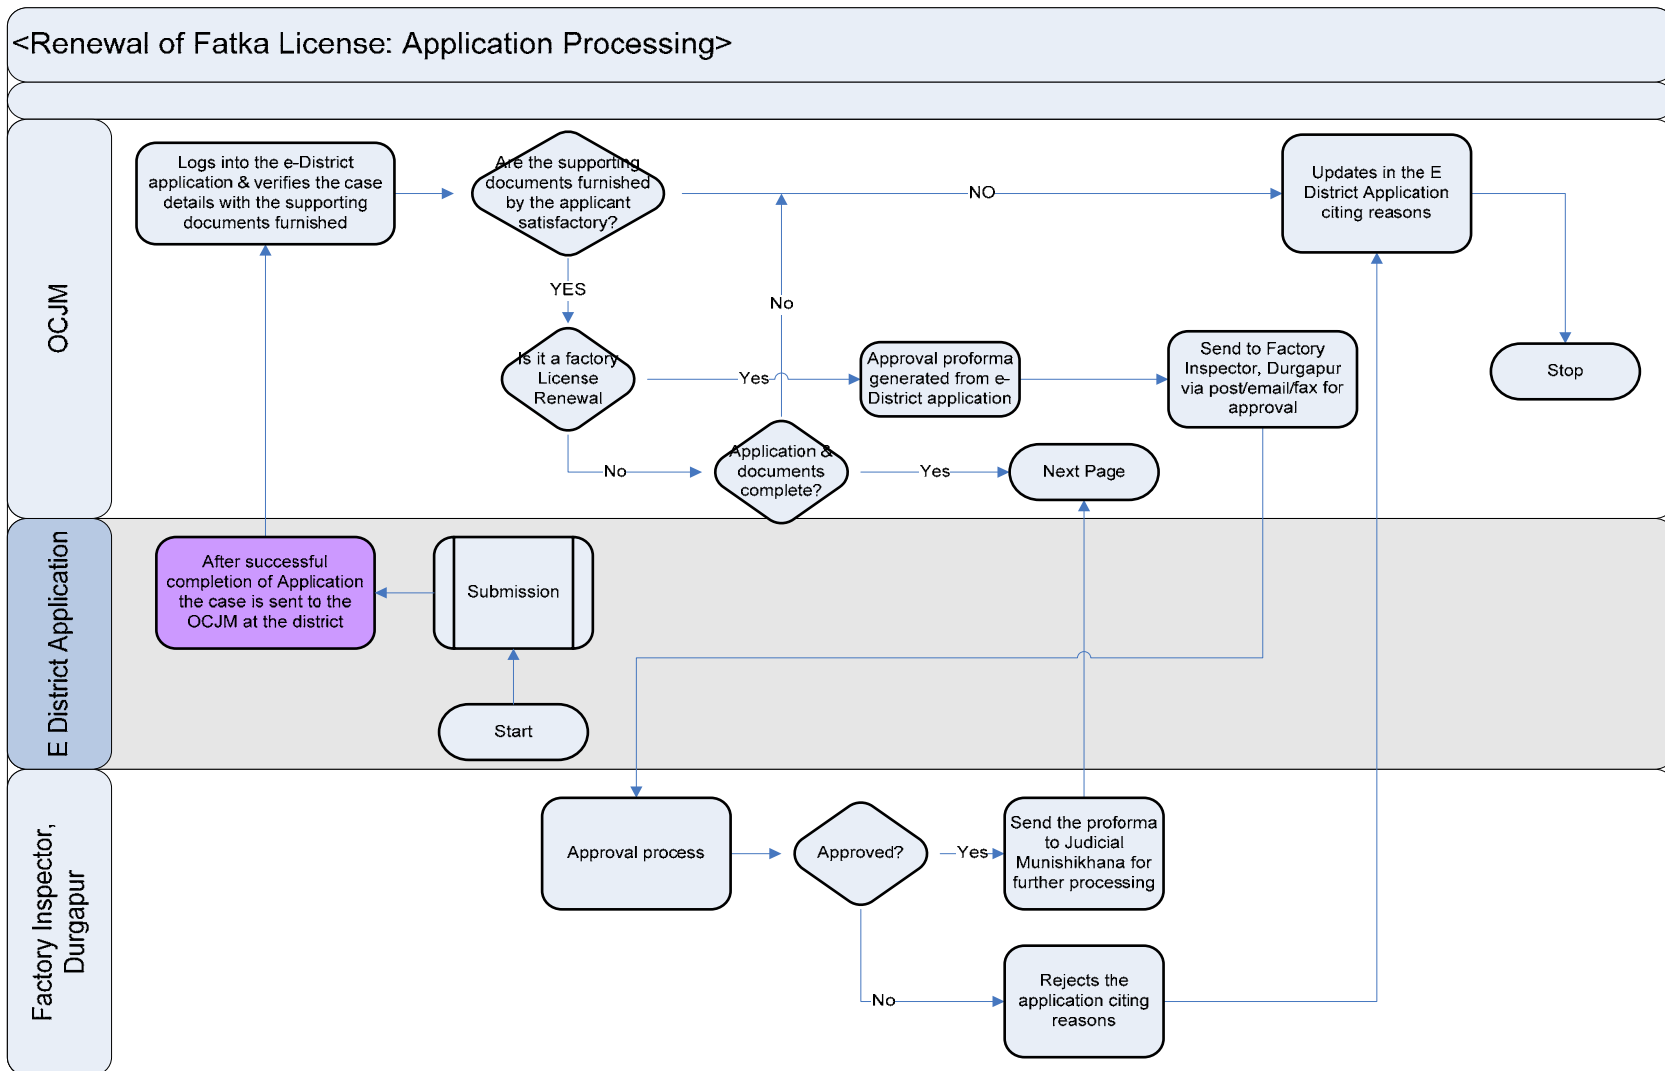 <Renewal of Fatka License: Application Processing>
OCJM
Logs into the e-District
application & verifies the case
details with the supporting
documents furnished
Are the supporting
documents furnished
by the applicant
satisfactory?
NO
Updates in the E
District Application
citing reasons
YES
No
Is it a factory
License
Renewal
Yes
Approval proforma
generated from e-
District application
Send to Factory
Inspector, Durgapur
via post/email/fax for
approval
Stop
No
Application &
documents
complete?
Yes
Next Page
E District Application
After successful
completion of Application
the case is sent to the
OCJM at the district
Submission
Start
Factory Inspector,
Durgapur
Approval process
Approved?
Yes
Send the proforma
to Judicial
Munishikhana for
further processing
No
Rejects the
application citing
reasons